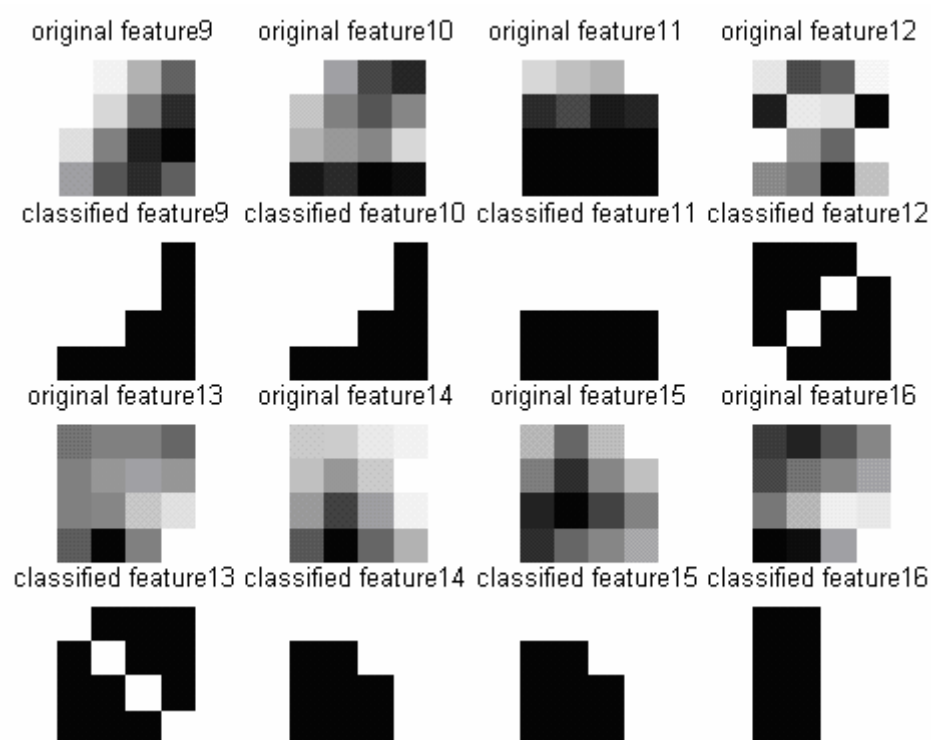 original feature9 original feature10 original feature11 original feature12
classified feature9 classified feature10 classified feature11 classified feature12
original feature13 original feature14 original feature15 original feature16
classified feature13 classified feature14 classified feature15 classified feature16